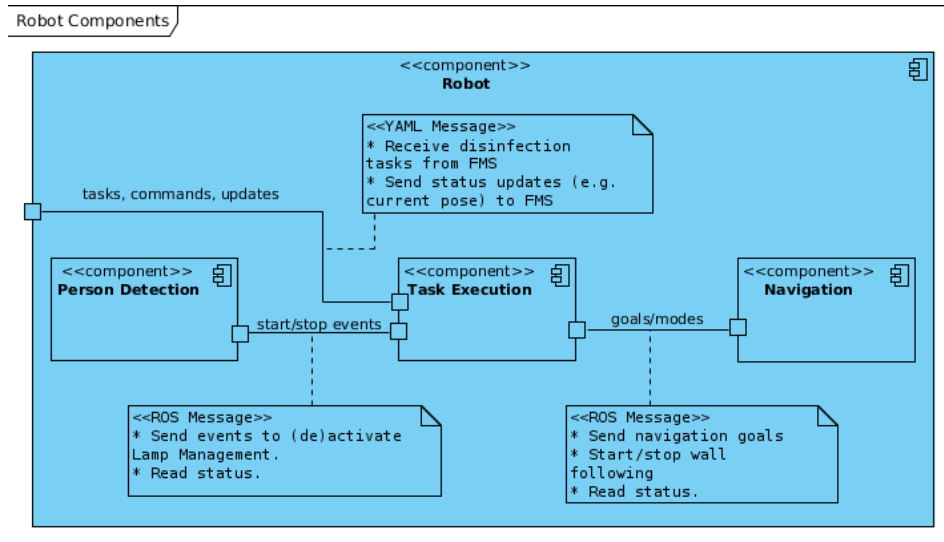 Robot Components
<<component>>
Robot
<<YAML Message>>
* Receive disinfection
tasks from FMS
* Send status updates (e.g.
current pose) to FMS
tasks, commands, updates
<<component>>
Person Detection
<<component>>
Task Execution
<<component>>
Navigation
start/stop events
goals/modes
<<ROS Message>>
* Send events to (de)activate
Lamp Management.
* Read status.
<<ROS Message>>
* Send navigation goals
* Start/stop wall
following
* Read status.